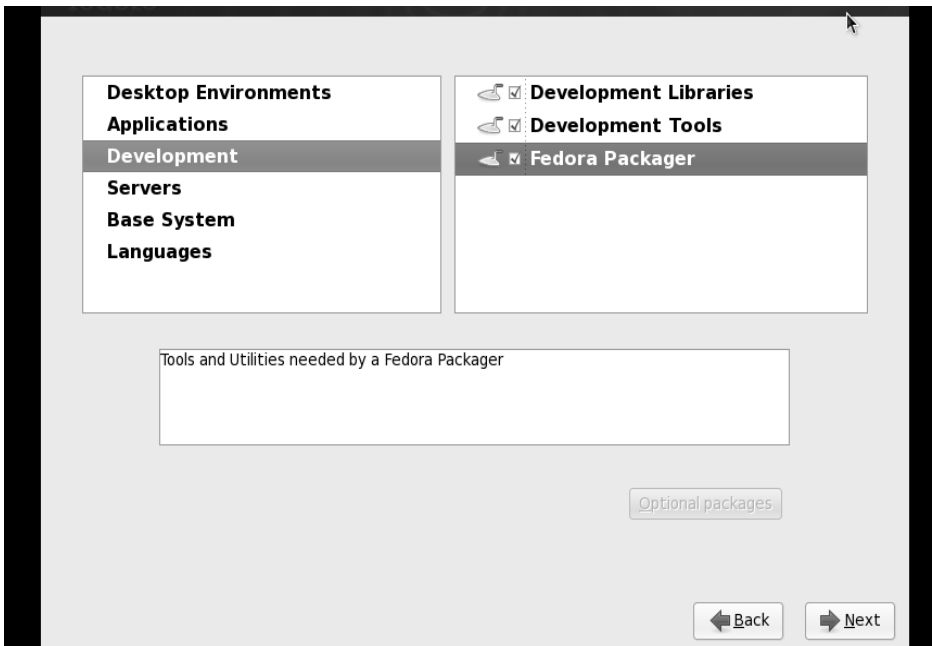 Desktop Environments
Applications
Development
Servers
Base System
Languages
Development Libraries
Development Tools
Fedora Packager
Tools and Utilities needed by a Fedora Packager
Optional packages
Back
Next